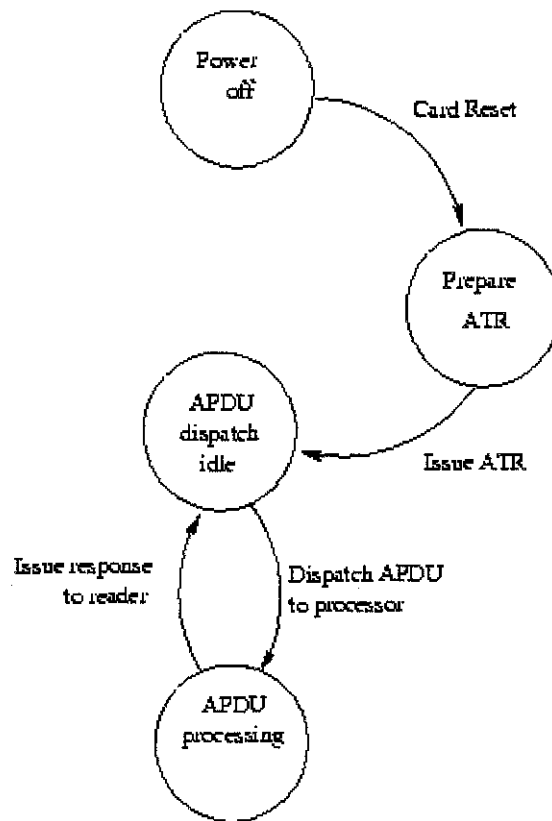 Power
off
Card Reset
Prepare
ATR
APDU
dispatch
idle
Issue ATR
Issue response
to reader
Dispatch APDU
to processor
APDU
processing